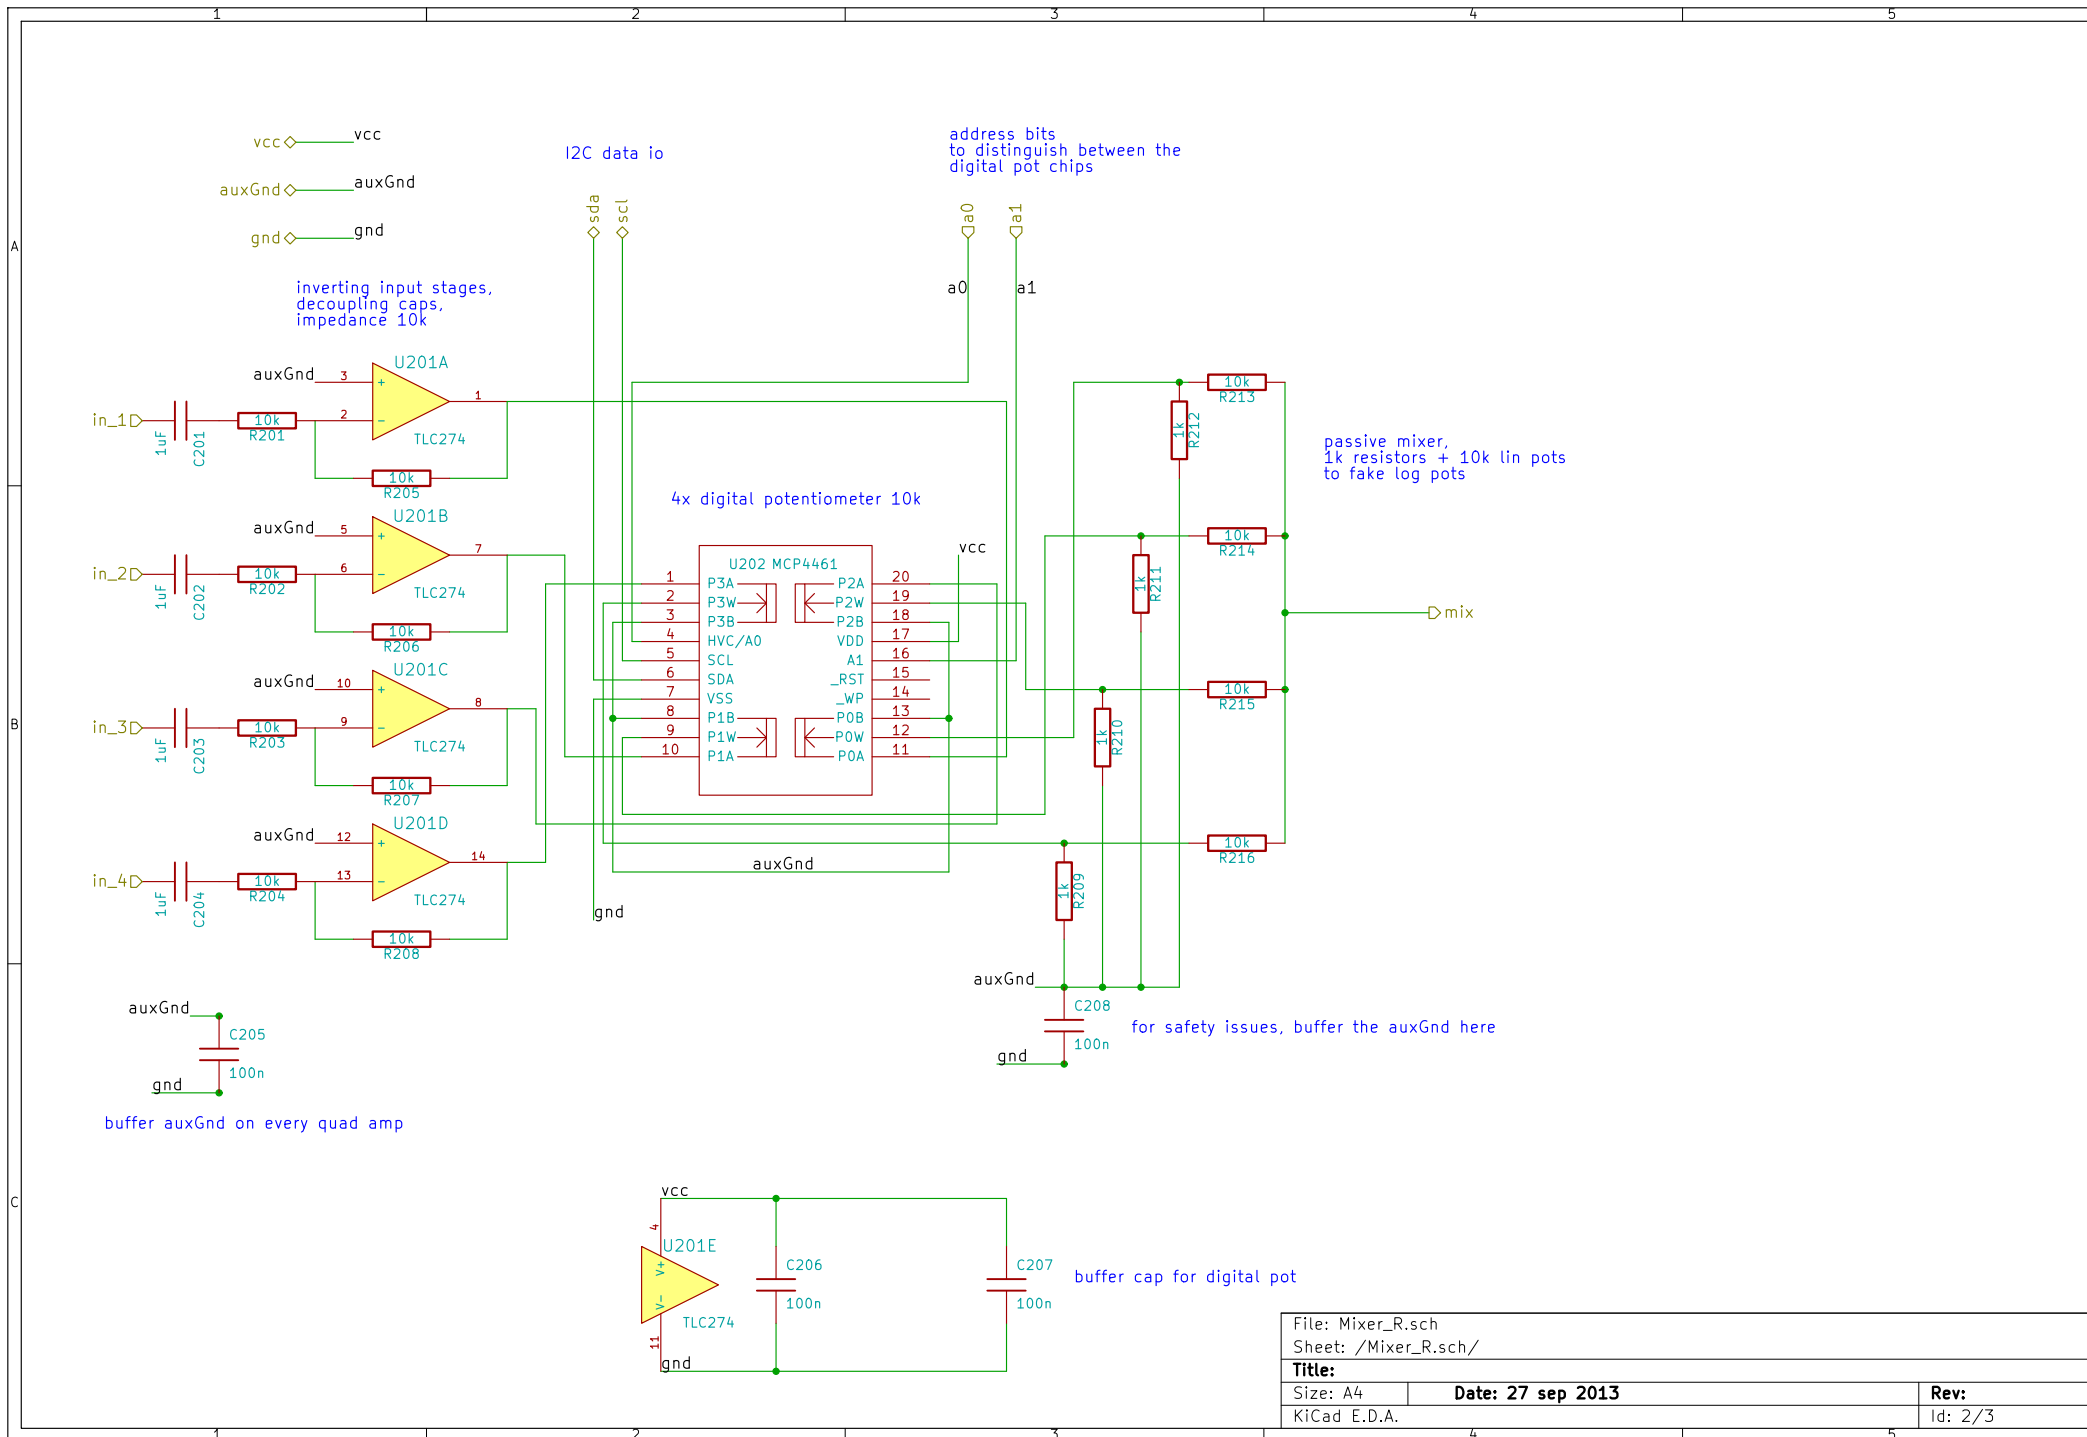 1 2 3 4 5
A
B
C
vcc vcc
auxGnd auxGnd
gnd gnd
I2C data io
sda
scl
address bits
to distinguish between the
digital pot chips
a0
a1
a0
a1
inverting input stages,
decoupling caps,
impedance 10k
in_1
1uF
C201
10k
R201
auxGnd
3
2
+
-
U201A
1
TLC274
10k
R205
in_2
1uF
C202
10k
R202
auxGnd
5
6
+
-
U201B
7
TLC274
10k
R206
in_3
1uF
C203
10k
R203
auxGnd
10
9
+
-
U201C
8
TLC274
10k
R207
in_4
1uF
C204
10k
R204
auxGnd
12
13
+
-
U201D
14
TLC274
10k
R208
4x digital potentiometer 10k
vcc
U202 MCP4461
1 P3A P2A 20
2 P3W P2W 19
3 P3B P2B 18
4 HVC/A0 VDD 17
5 SCL A1 16
6 SDA _RST 15
7 VSS _WP 14
8 P1B P0B 13
9 P1W P0W 12
10 P1A P0A 11
auxGnd
gnd
10k
R213
1k
R212
10k
R214
1k
R211
10k
R215
1k
R210
10k
R216
1k
R209
passive mixer,
1k resistors + 10k lin pots
to fake log pots
mix
auxGnd
C208
100n
gnd
for safety issues, buffer the auxGnd here
auxGnd
C205
100n
gnd
buffer auxGnd on every quad amp
vcc
4
U201E
V+
V-
TLC274
11
gnd
C206
100n
C207
100n
buffer cap for digital pot
File: Mixer_R.sch
Sheet: /Mixer_R.sch/
Title:
Size: A4 Date: 27 sep 2013 Rev:
KiCad E.D.A. Id: 2/3
1 2 3 4 5